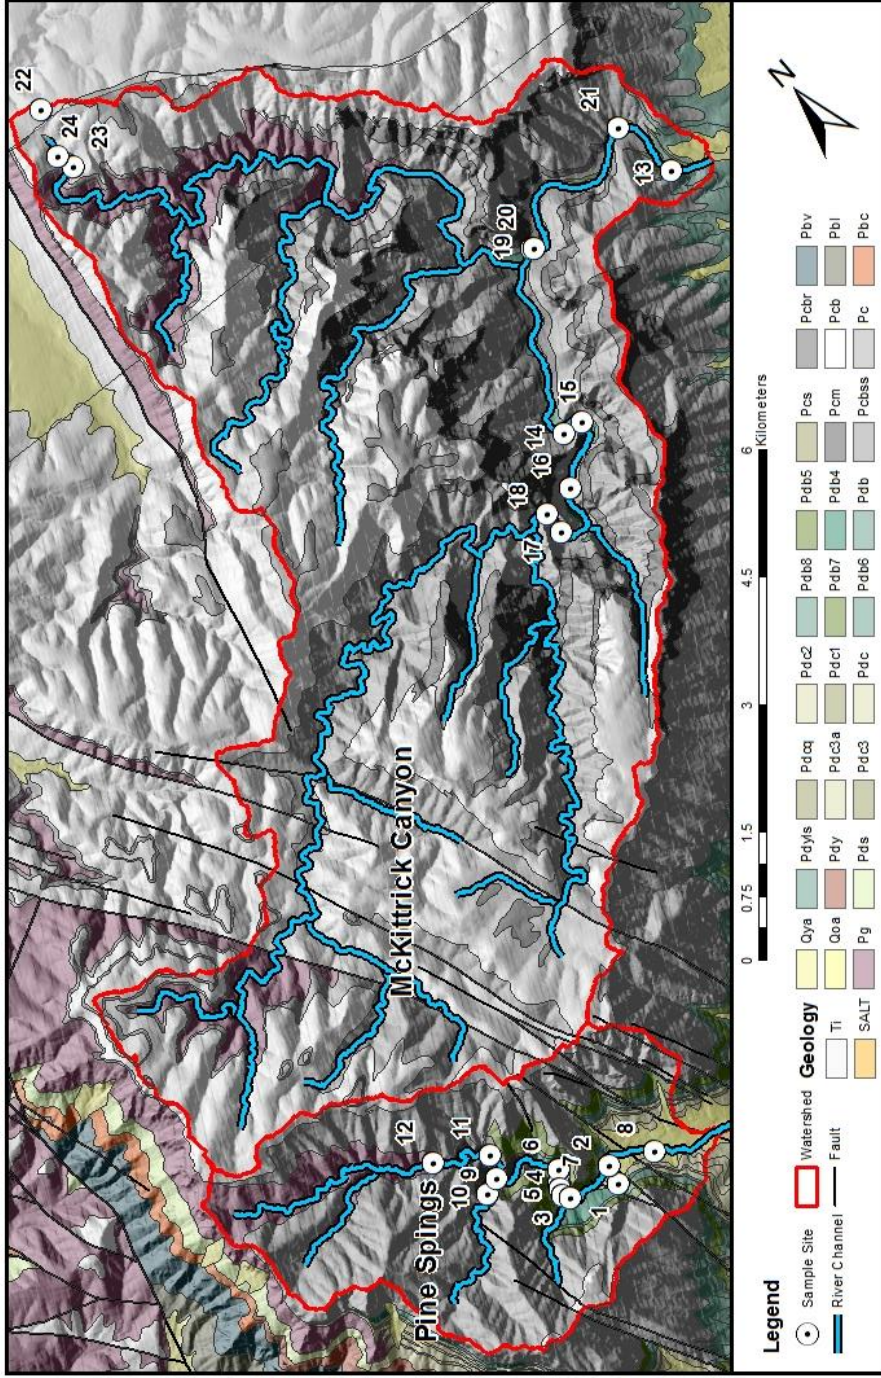 22
24
23
21
13
20
19
15
14
16
18
17
McKittrick Canyon
12
11
9
10
6
2
7
4
5
8
3
1
Pine Spings
N
0 0.75 1.5 3 4.5 6
Kilometers
Legend
Sample Site
River Channel
Watershed
Fault
Geology
Ti
SALT
Qya
Qoa
Pg
Pdyls
Pdy
Pds
Pdcq
Pdc3a
Pdc3
Pdc2
Pdc1
Pdc
Pdb8
Pdb7
Pdb6
Pdb5
Pdb4
Pdb
Pcs
Pcm
Pcbss
Pcbr
Pcb
Pc
Pbv
Pbl
Pbc